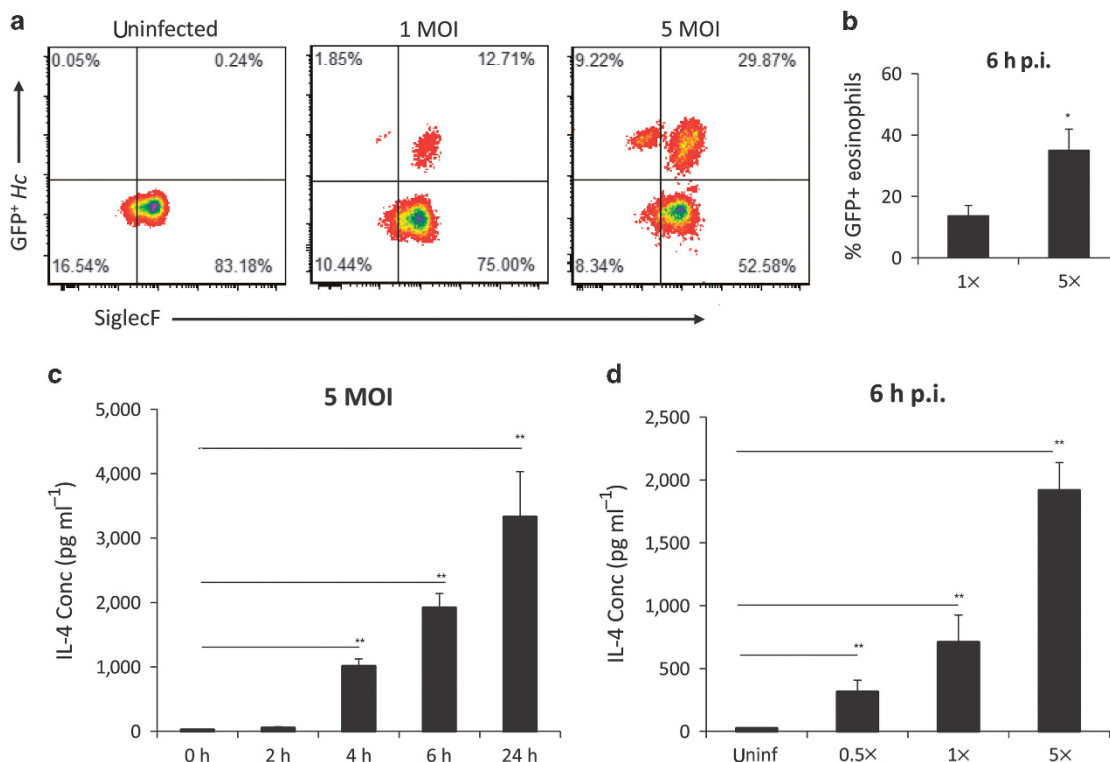 a
Uninfected
1 MOI
5 MOI
0.05%
0.24%
16.54%
83.18%
1.85%
12.71%
10.44%
75.00%
9.22%
29.87%
8.34%
52.58%
GFP⁺ Hc
SiglecF
b
6 h p.i.
% GFP+ eosinophils
60
40
20
0
*
1×
5×
c
5 MOI
IL-4 Conc (pg ml⁻¹)
5,000
4,000
3,000
2,000
1,000
0
**
**
**
0 h
2 h
4 h
6 h
24 h
d
6 h p.i.
IL-4 Conc (pg ml⁻¹)
2,500
2,000
1,500
1,000
500
0
**
**
**
Uninf
0.5×
1×
5×